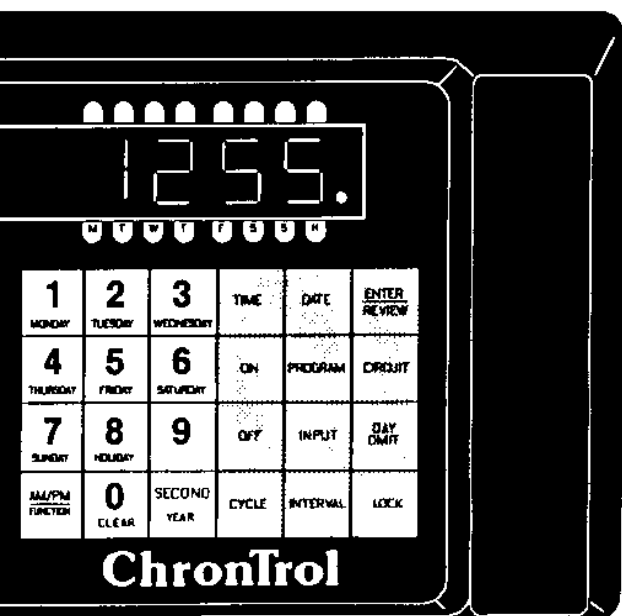 1255.
M T W T F S S H
1 2 3 TIME DATE ENTER
MONDAY TUESDAY WEDNESDAY REVIEW
4 5 6 ON PROGRAM CIRCUIT
THURSDAY FRIDAY SATURDAY
7 8 9 OFF INPUT DAY
SUNDAY HOLIDAY OMIT
AM/PM 0 SECOND CYCLE INTERVAL LOCK
FUNCTION CLEAR YEAR
ChronTrol